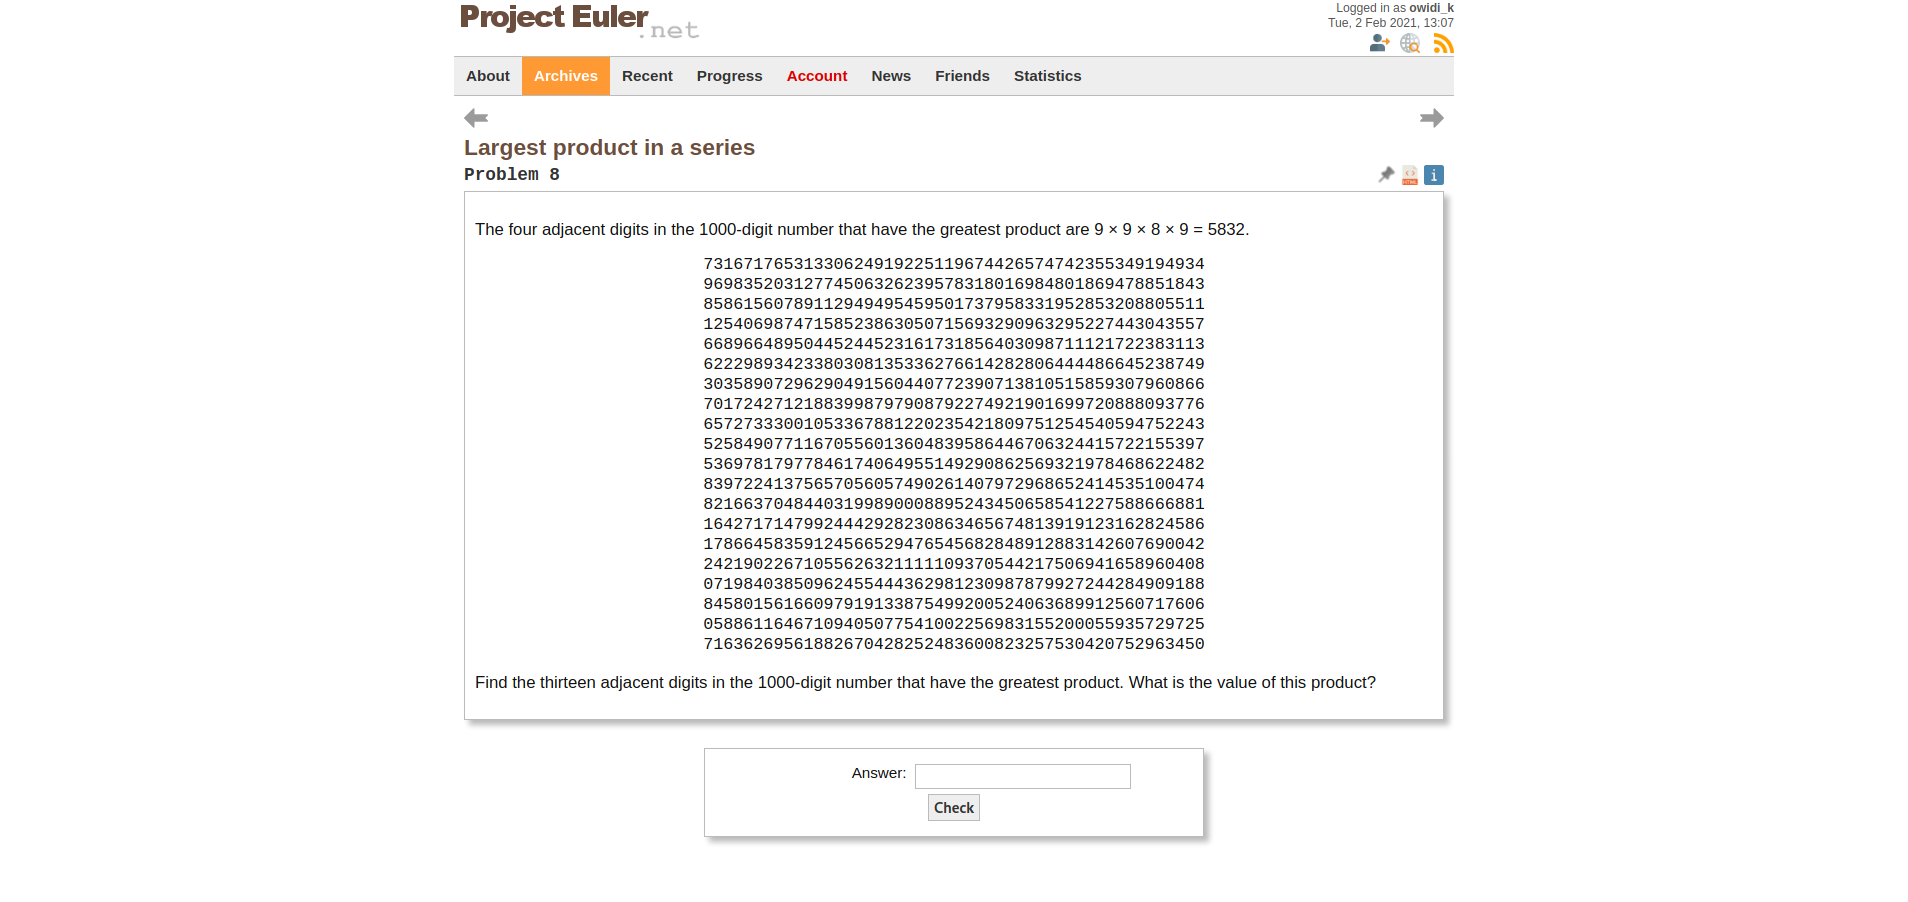 Project Euler
.net
Logged in as owidi_k
Tue, 2 Feb 2021, 13:07
About Archives Recent Progress Account News Friends Statistics
Largest product in a series
Problem 8
HTML
i
The four adjacent digits in the 1000-digit number that have the greatest product are 9 × 9 × 8 × 9 = 5832.
73167176531330624919225119674426574742355349194934
96983520312774506326239578318016984801869478851843
85861560789112949495459501737958331952853208805511
12540698747158523863050715693290963295227443043557
66896648950445244523161731856403098711121722383113
62229893423380308135336276614282806444486645238749
30358907296290491560440772390713810515859307960866
70172427121883998797908792274921901699720888093776
65727333001053367881220235421809751254540594752243
52584907711670556013604839586446706324415722155397
53697817977846174064955149290862569321978468622482
83972241375657056057490261407972968652414535100474
82166370484403199890008895243450658541227588666881
16427171479924442928230863465674813919123162824586
17866458359124566529476545682848912883142607690042
24219022671055626321111109370544217506941658960408
07198403850962455444362981230987879927244284909188
84580156166097919133875499200524063689912560717606
05886116467109405077541002256983155200055935729725
71636269561882670428252483600823257530420752963450
Find the thirteen adjacent digits in the 1000-digit number that have the greatest product. What is the value of this product?
Answer:
Check